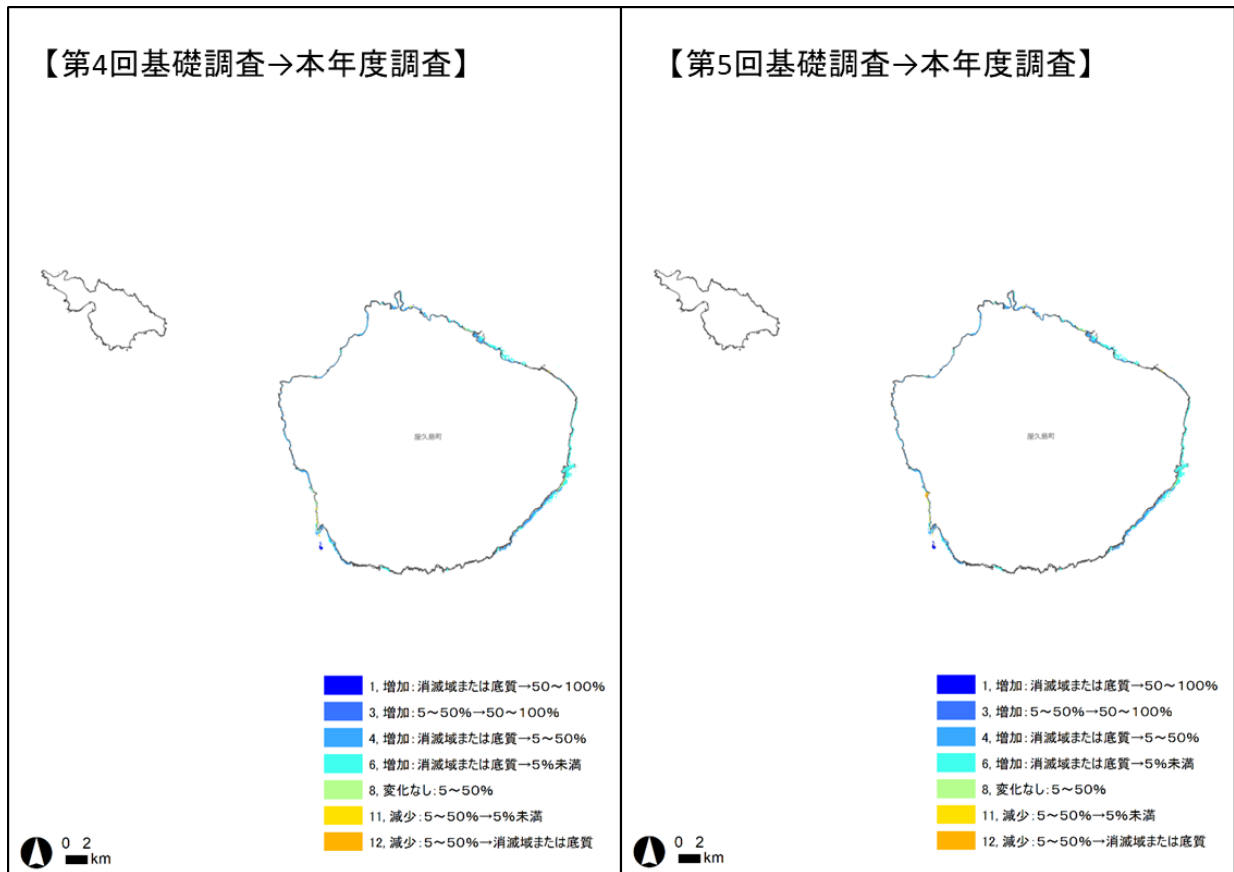 【第4回基礎調査→本年度調査】
屋久島町
1, 増加：消滅域または底質→50～100%
3, 増加：5～50%→50～100%
4, 増加：消滅域または底質→5～50%
6, 増加：消滅域または底質→5%未満
8, 変化なし：5～50%
11, 減少：5～50%→5%未満
12, 減少：5～50%→消滅域または底質
0 2
km
【第5回基礎調査→本年度調査】
屋久島町
1, 増加：消滅域または底質→50～100%
3, 増加：5～50%→50～100%
4, 増加：消滅域または底質→5～50%
6, 増加：消滅域または底質→5%未満
8, 変化なし：5～50%
11, 減少：5～50%→5%未満
12, 減少：5～50%→消滅域または底質
0 2
km